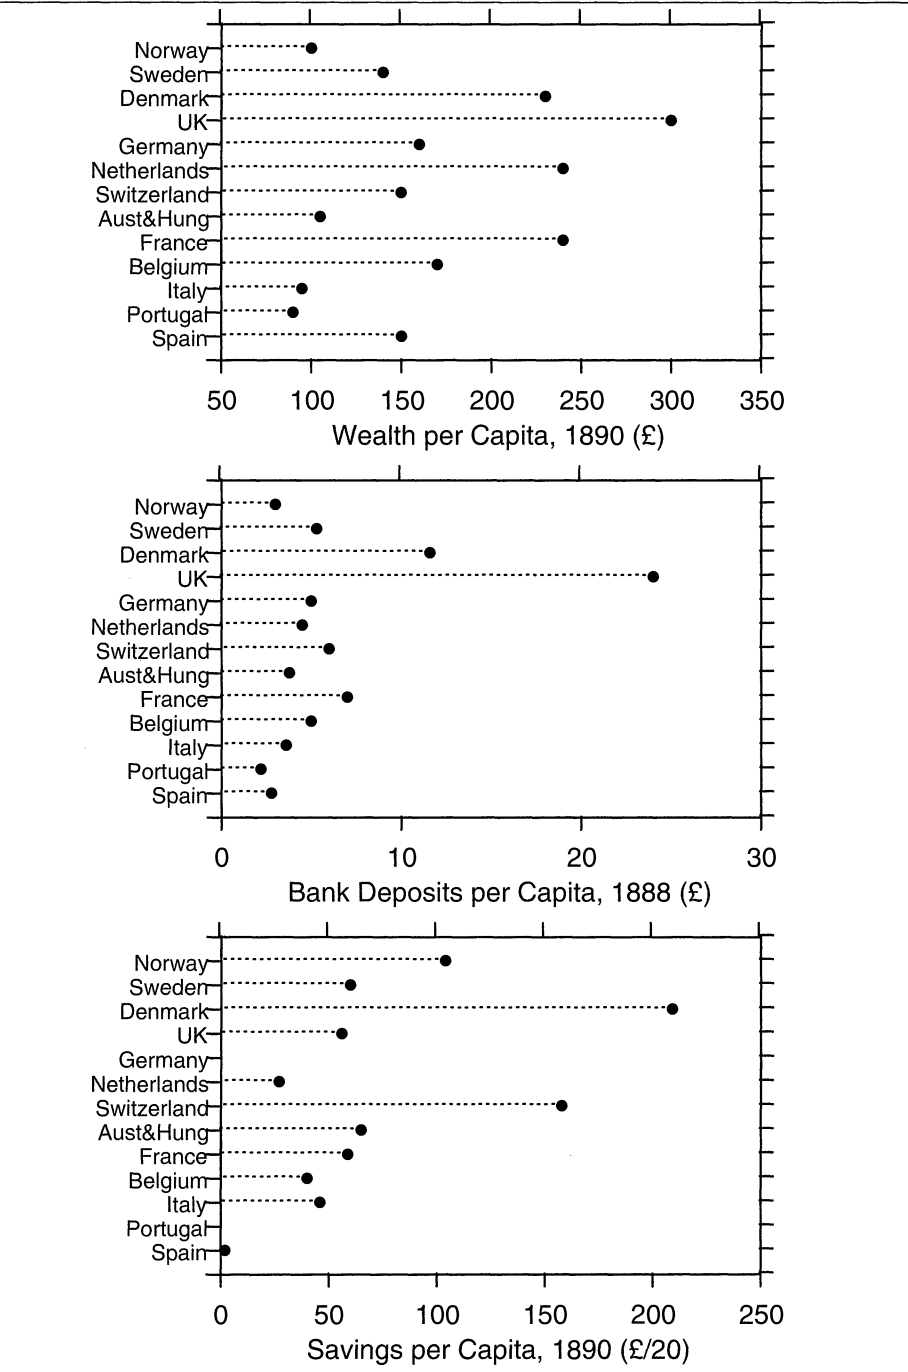 Norway
Sweden
Denmark
UK
Germany
Netherlands
Switzerland
Aust&Hung
France
Belgium
Italy
Portugal
Spain
50 100 150 200 250 300 350
Wealth per Capita, 1890 (£)
Norway
Sweden
Denmark
UK
Germany
Netherlands
Switzerland
Aust&Hung
France
Belgium
Italy
Portugal
Spain
0 10 20 30
Bank Deposits per Capita, 1888 (£)
Norway
Sweden
Denmark
UK
Germany
Netherlands
Switzerland
Aust&Hung
France
Belgium
Italy
Portugal
Spain
0 50 100 150 200 250
Savings per Capita, 1890 (£/20)